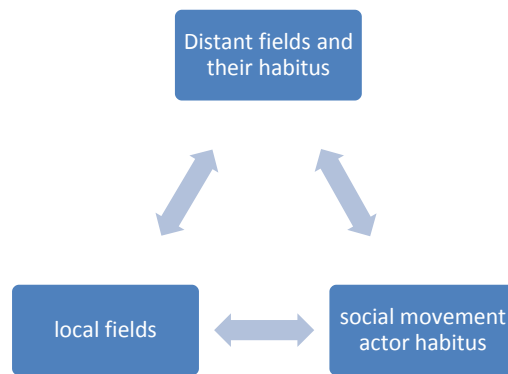 Distant fields and
their habitus
local fields
social movement
actor habitus